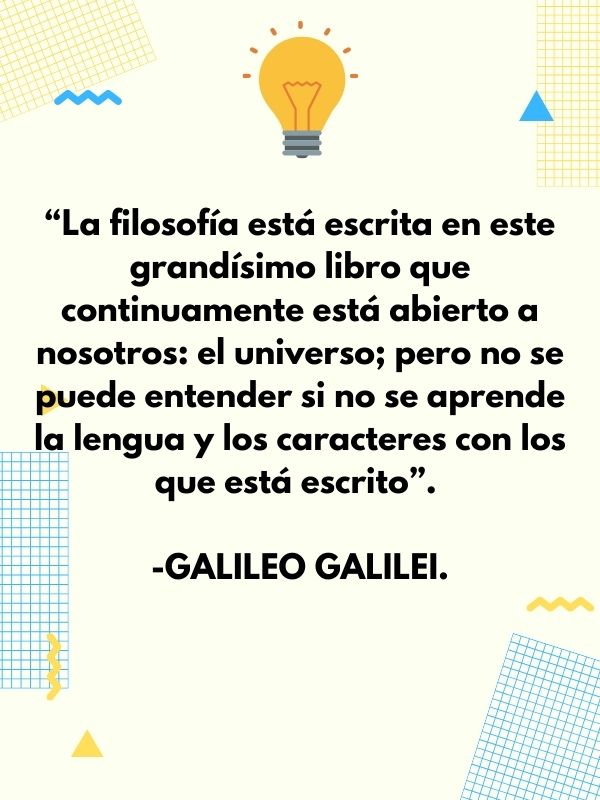 “La filosofía está escrita en este
grandísimo libro que
continuamente está abierto a
nosotros: el universo; pero no se
puede entender si no se aprende
la lengua y los caracteres con los
que está escrito”.
-GALILEO GALILEI.